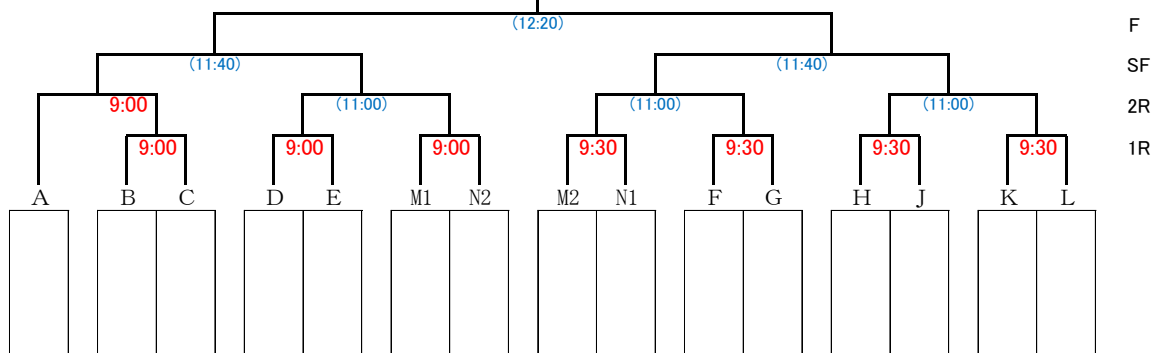 (12:20) F
(11:40) (11:40) SF
9:00 (11:00) (11:00) (11:00) 2R
9:00 9:00 9:00 9:30 9:30 9:30 9:30 1R
A B C D E M1 N2 M2 N1 F G H J K L